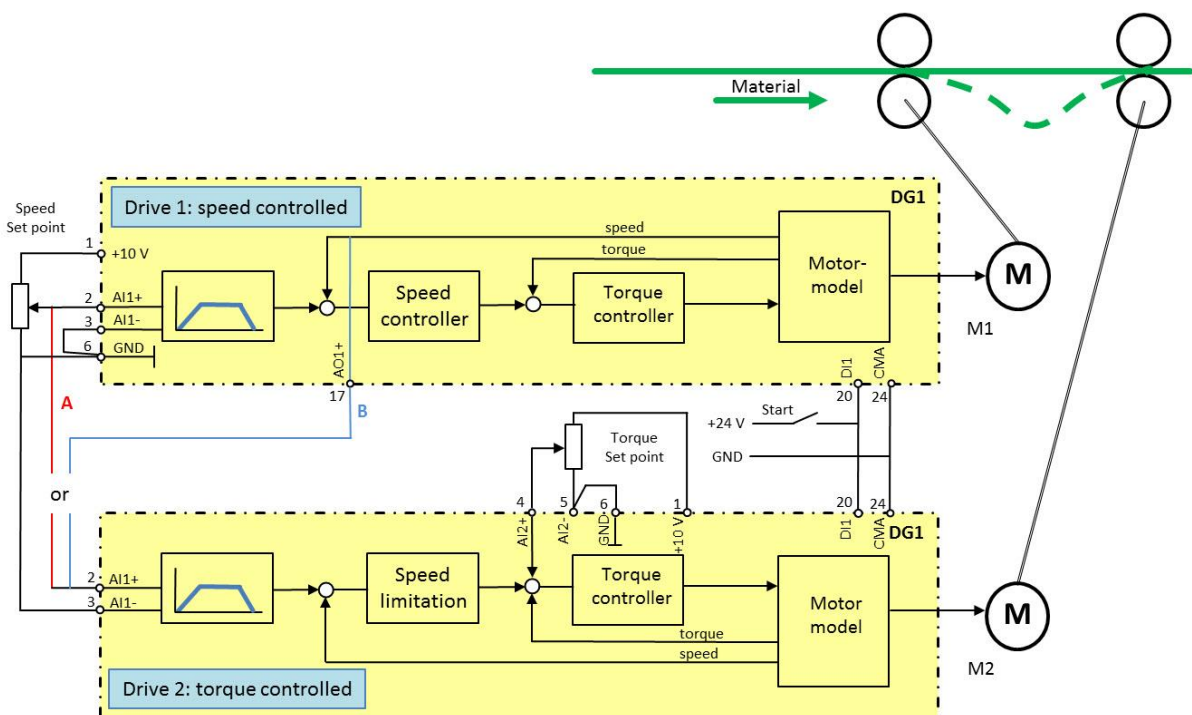 Material
Drive 1: speed controlled
DG1
Speed
Set point
1
+10 V
speed
torque
Motor-
model
M
M1
2
AI1+
3
AI1-
6
GND
Speed
controller
Torque
controller
AO1+
17
A
B
DI1
CMA
20
24
Start
+24 V
GND
Torque
Set point
or
4
5
6
1
20
24
AI2+
AI2-
GND
+10 V
DI1
CMA
DG1
2
AI1+
3
AI1-
Speed
limitation
Torque
controller
Motor
model
torque
speed
M
M2
Drive 2: torque controlled